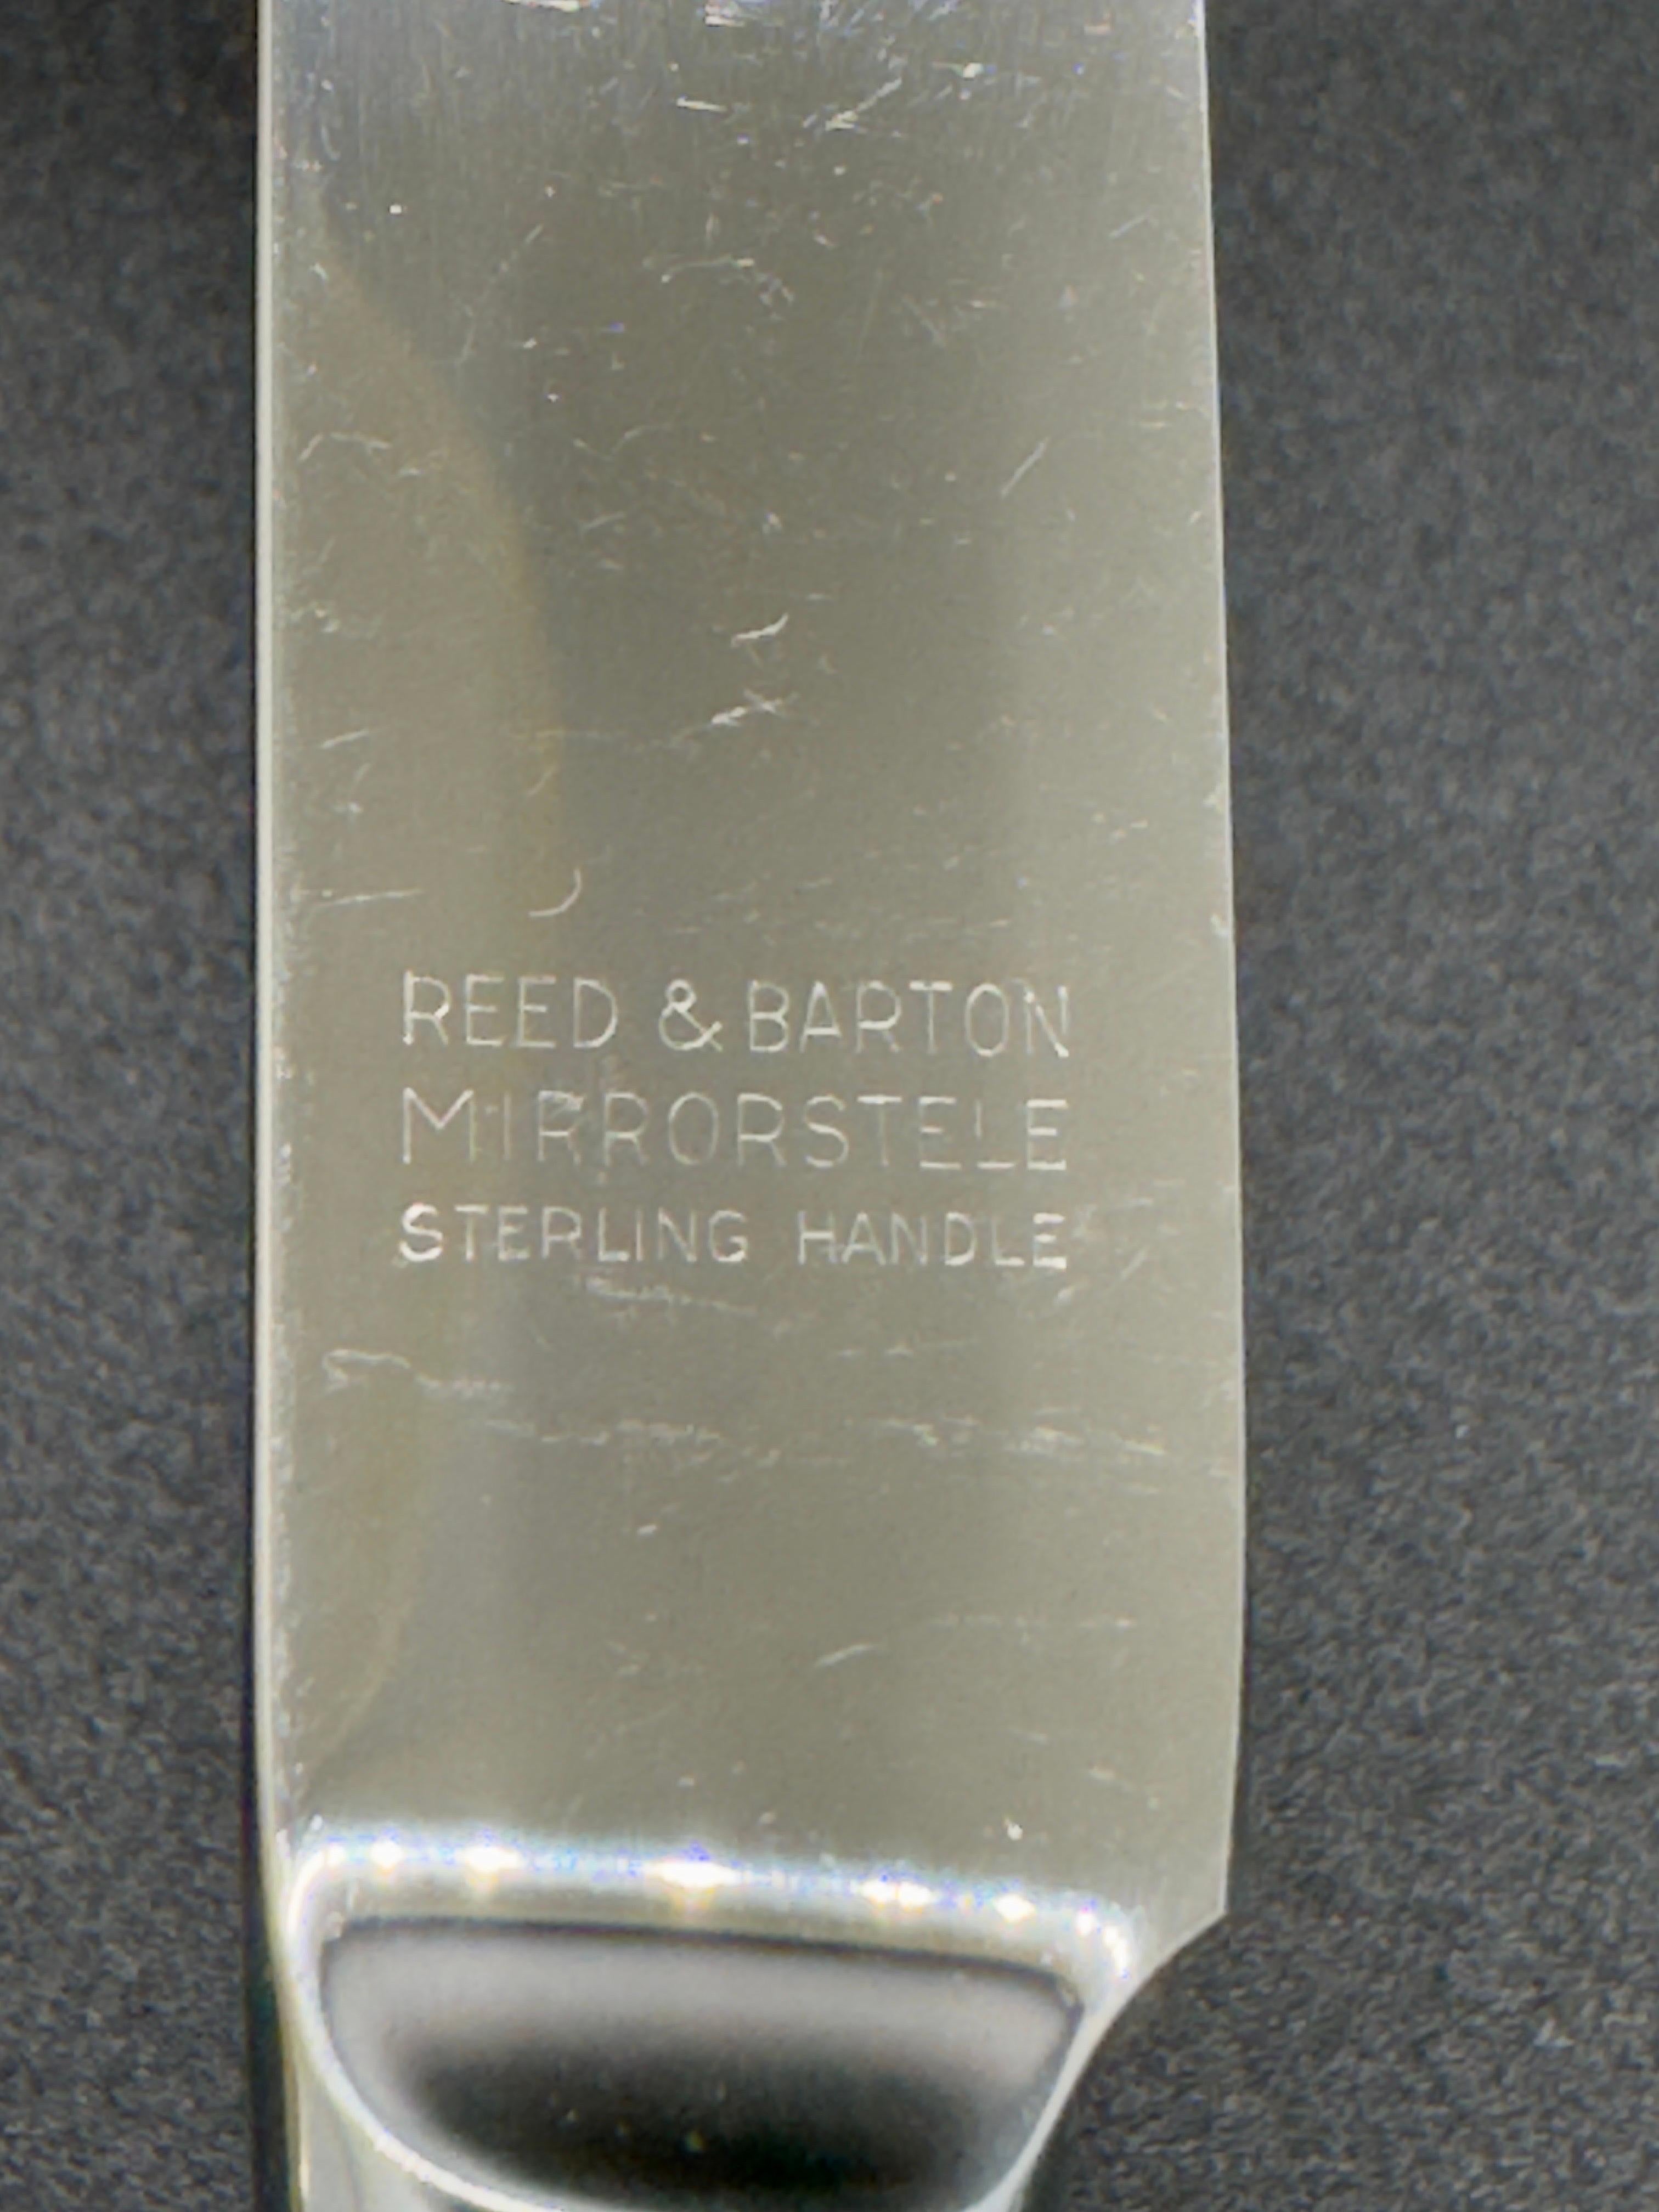 REED & BARTON
MIRRORSTELE
STERLING HANDLE